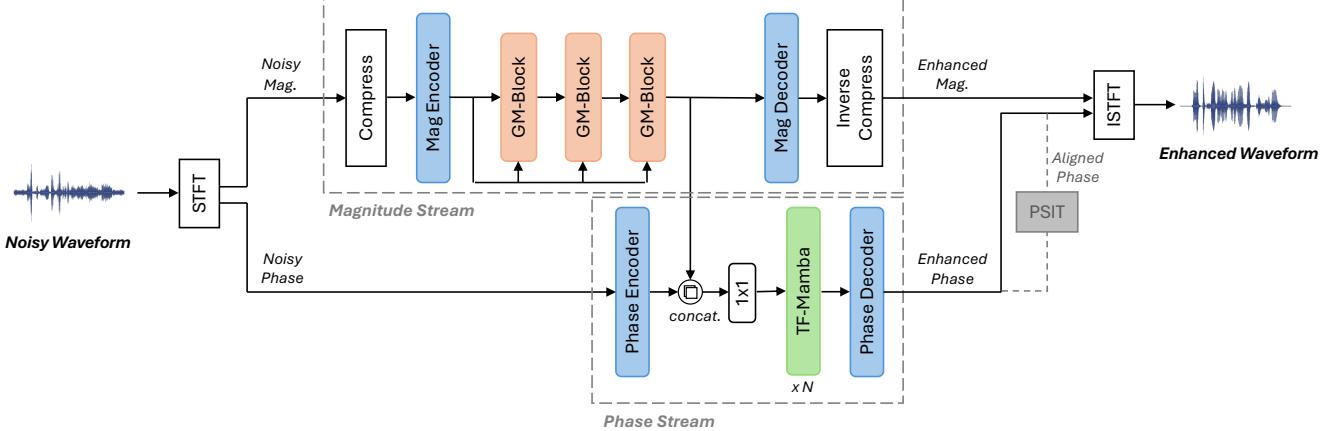 Noisy Waveform
STFT
Noisy
Mag.
Compress
Mag Encoder
GM-Block
GM-Block
GM-Block
Mag Decoder
Inverse
Compress
Enhanced
Mag.
ISTFT
Enhanced Waveform
Magnitude Stream
Aligned
Phase
PSIT
Noisy
Phase
Phase Encoder
concat.
1x1
TF-Mamba
x N
Phase Decoder
Enhanced
Phase
Phase Stream